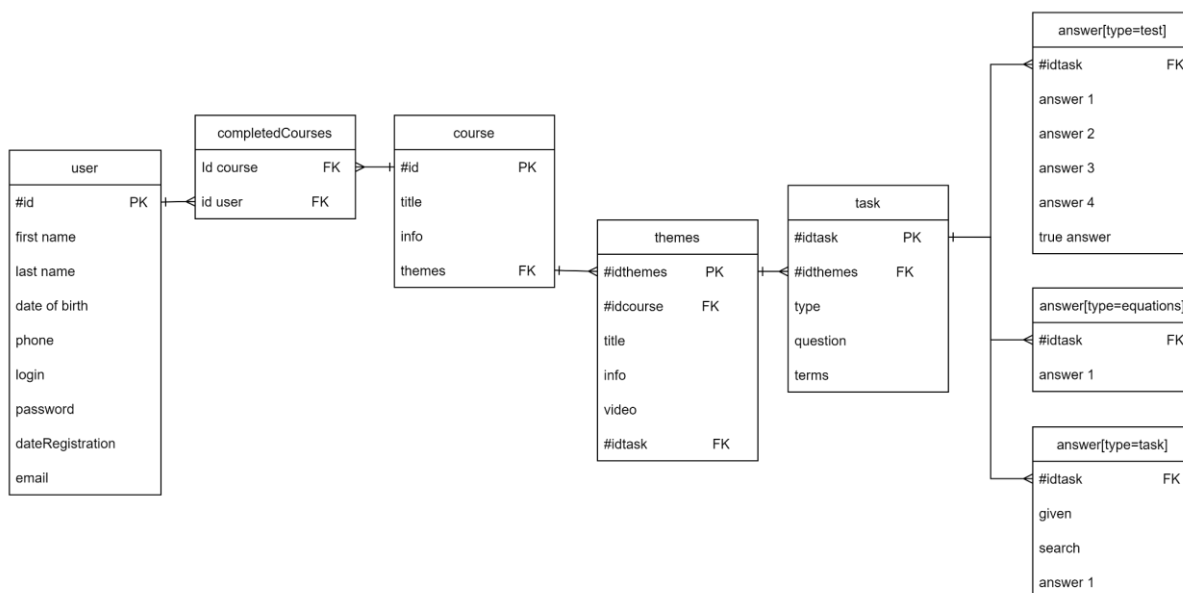 user
#id PK
first name
last name
date of birth
phone
login
password
dateRegistration
email
completedCourses
Id course FK
id user FK
course
#id PK
title
info
themes FK
themes
#idthemes PK
#idcourse FK
title
info
video
#idtask FK
task
#idtask PK
#idthemes FK
type
question
terms
answer[type=test]
#idtask FK
answer 1
answer 2
answer 3
answer 4
true answer
answer[type=equations]
#idtask FK
answer 1
answer[type=task]
#idtask FK
given
search
answer 1